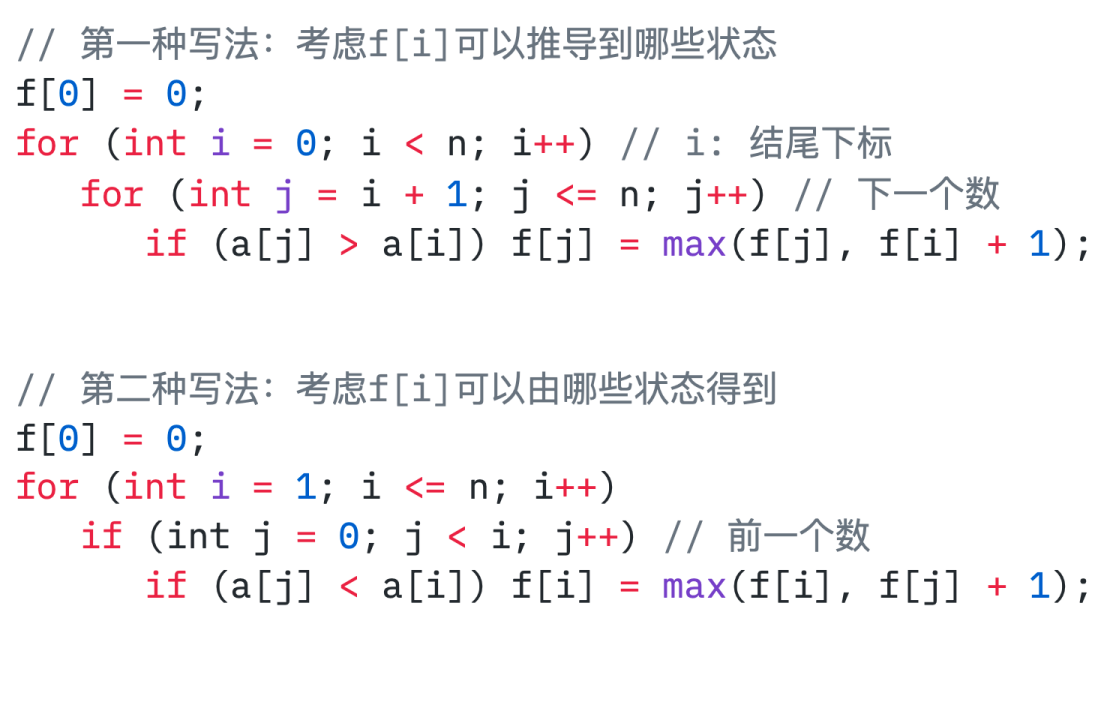 // 第一种写法：考虑f[i]可以推导到哪些状态
f[0] = 0;
for (int i = 0; i < n; i++) // i: 结尾下标
   for (int j = i + 1; j <= n; j++) // 下一个数
      if (a[j] > a[i]) f[j] = max(f[j], f[i] + 1);
// 第二种写法：考虑f[i]可以由哪些状态得到
f[0] = 0;
for (int i = 1; i <= n; i++)
   if (int j = 0; j < i; j++) // 前一个数
      if (a[j] < a[i]) f[i] = max(f[i], f[j] + 1);